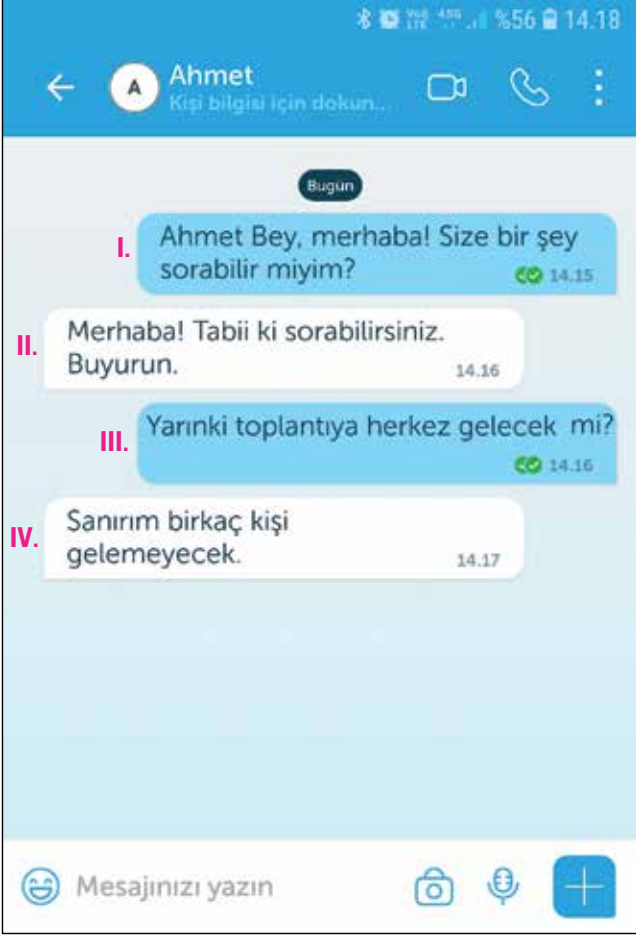 %56 14.18
Ahmet
Kişi bilgisi için dokun...
Bugün
I.
Ahmet Bey, merhaba! Size bir şey
sorabilir miyim?
14.15
II.
Merhaba! Tabii ki sorabilirsiniz.
Buyurun.
14.16
III.
Yarınki toplantıya herkez gelecek mi?
14.16
IV.
Sanırım birkaç kişi
gelemeyecek.
14.17
Mesajınızı yazın